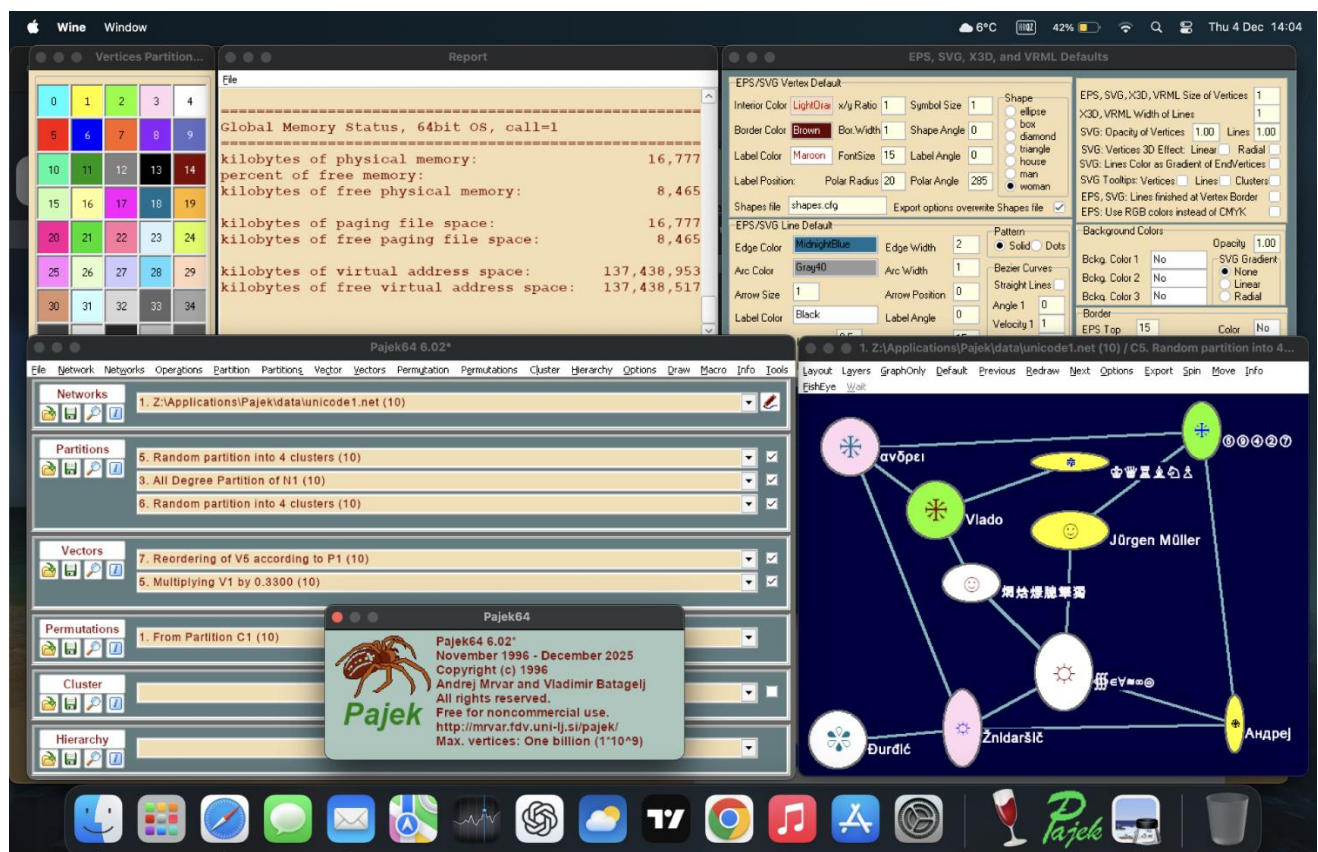 Wine Window
6°C 42% Thu 4 Dec 14:04
Vertices Partition...
0 1 2 3 4
5 6 7 8 9
10 11 12 13 14
15 16 17 18 19
20 21 22 23 24
25 26 27 28 29
30 31 32 33 34
Report
File
Global Memory Status, 64bit OS, call=1
kilobytes of physical memory: 16,777
percent of free memory:
kilobytes of free physical memory: 8,465
kilobytes of paging file space: 16,777
kilobytes of free paging file space: 8,465
kilobytes of virtual address space: 137,438,953
kilobytes of free virtual address space: 137,438,517
EPS, SVG, X3D, and VRML Defaults
EPS/SVG Vertex Default
Interior Color LightOra x/y Ratio 1 Symbol Size 1
Border Color Brown Bor.Width 1 Shape Angle 0
Label Color Maroon FontSize 15 Label Angle 0
Label Position: Polar Radius 20 Polar Angle 285
Shapes file shapes.cfg Export options overwrite Shapes file
Shape
ellipse
box
diamond
triangle
house
man
woman
EPS/SVG Line Default
Edge Color MidnightBlue Edge Width 2
Arc Color Gray40 Arc Width 1
Arrow Size 1 Arrow Position 0
Label Color Black Label Angle 0
Pattern
Solid Dots
Bezier Curves
Straight Lines
Angle 1 0
Velocity 1 1
EPS, SVG, X3D, VRML Size of Vertices 1
X3D, VRML Width of Lines 1
SVG: Opacity of Vertices 1.00 Lines 1.00
SVG: Vertices 3D Effect: Linear Radial
SVG: Lines Color as Gradient of EndVertices
SVG Tooltips: Vertices Lines Clusters
EPS, SVG: Lines finished at Vertex Border
EPS: Use RGB colors instead of CMYK
Background Colors
Opacity 1.00
Bckg. Color 1 No
Bckg. Color 2 No
Bckg. Color 3 No
SVG Gradient
None
Linear
Radial
Border
EPS Top 15 Color No
Pajek64 6.02*
File Network Networks Operations Partition Partitions Vector Vectors Permutation Permutations Cluster Hierarchy Options Draw Macro Info Tools
Networks
1. Z:\Applications\Pajek\data\unicode1.net (10)
Partitions
5. Random partition into 4 clusters (10)
3. All Degree Partition of N1 (10)
6. Random partition into 4 clusters (10)
Vectors
7. Reordering of V5 according to P1 (10)
5. Multiplying V1 by 0.3300 (10)
Permutations
1. From Partition C1 (10)
Cluster
Hierarchy
Pajek64
Pajek
Pajek64 6.02*
November 1996 - December 2025
Copyright (c) 1996
Andrej Mrvar and Vladimir Batagelj
All rights reserved.
Free for noncommercial use.
http://mrvar.fdv.uni-lj.si/pajek/
Max. vertices: One billion (1*10^9)
1. Z:\Applications\Pajek\data\unicode1.net (10) / C5. Random partition into 4...
Layout Layers GraphOnly Default Previous Redraw Next Options Export Spin Move Info
FishEye Wait
ανδρει
⑤⑨④②⑦
♔♕♖♗♘♙
Vlado
Jürgen Müller
∰∈∀≈∞
Žnidaršič
Đurđić
Андреј
Pajek